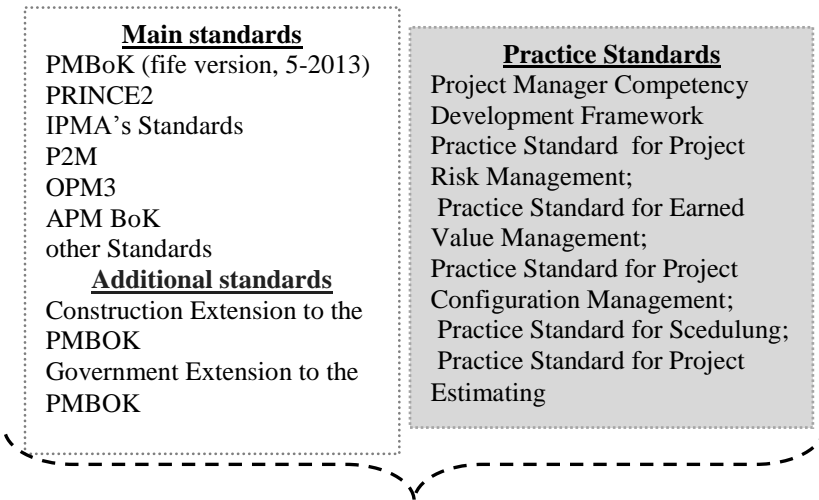 Main standards
PMBoK (fife version, 5-2013)
PRINCE2
IPMA’s Standards
P2M
OPM3
APM BoK
other Standards
Additional standards
Construction Extension to the
PMBOK
Government Extension to the
PMBOK
Practice Standards
Project Manager Competency
Development Framework
Practice Standard for Project
Risk Management;
Practice Standard for Earned
Value Management;
Practice Standard for Project
Configuration Management;
Practice Standard for Scedulung;
Practice Standard for Project
Estimating